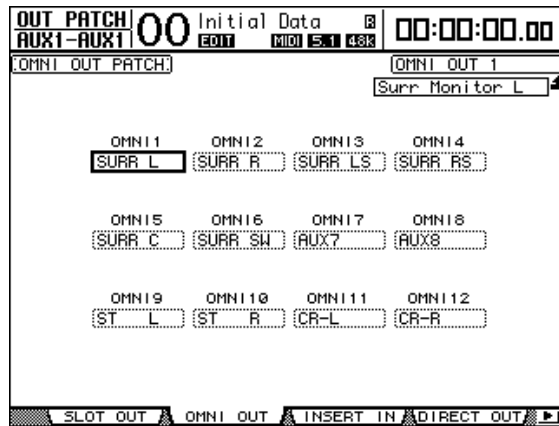 OUT PATCH 00 Initial Data R 00:00:00.00
AUX1-AUX1 EDIT MIDI 5.1 48k
OMNI OUT PATCH OMNI OUT 1
Surr Monitor L
OMNI1 OMNI2 OMNI3 OMNI4
SURR L SURR R SURR LS SURR RS
OMNI5 OMNI6 OMNI7 OMNI8
SURR C SURR SW AUX7 AUX8
OMNI9 OMNI10 OMNI11 OMNI12
ST L ST R CR-L CR-R
SLOT OUT OMNI OUT INSERT IN DIRECT OUT